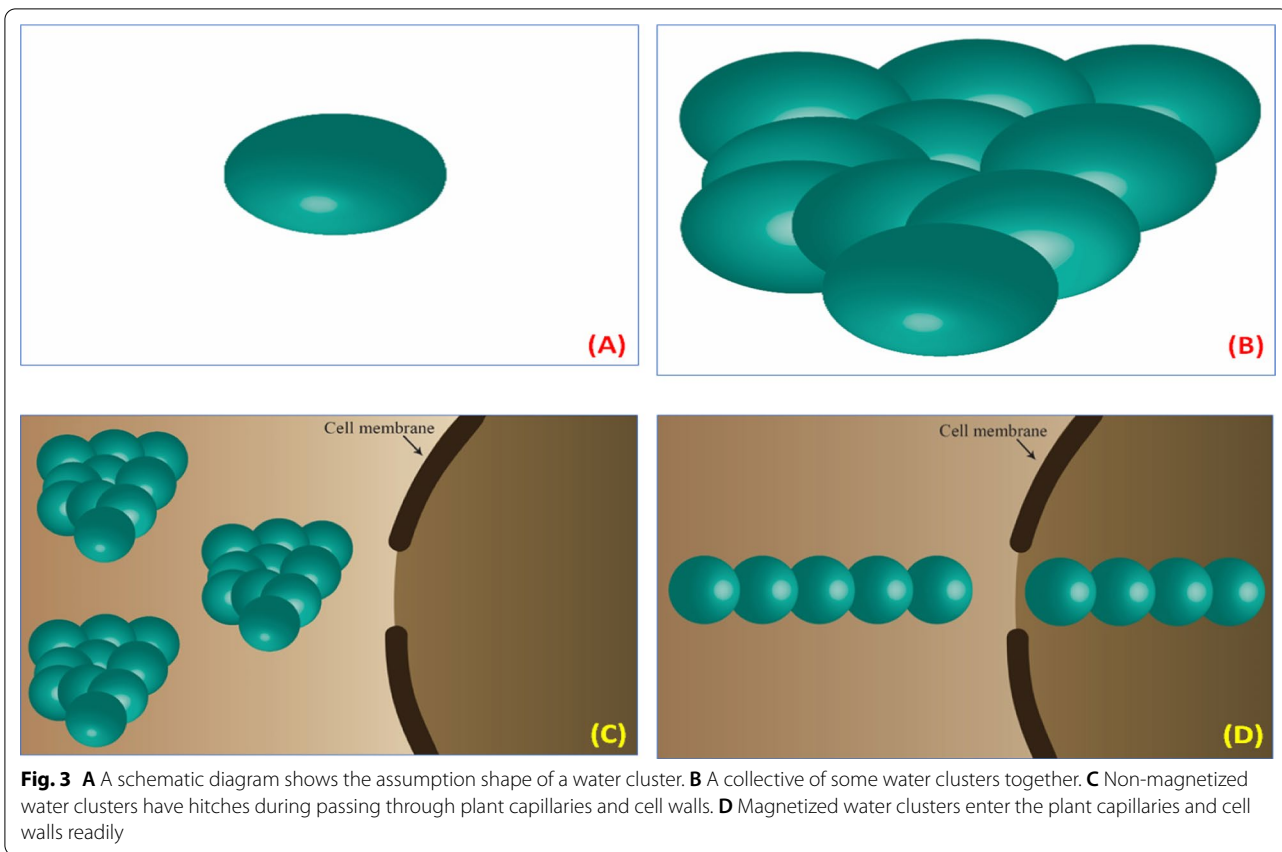 (A)
(B)
Cell membrane
(C)
Cell membrane
(D)
Fig. 3 A A schematic diagram shows the assumption shape of a water cluster. B A collective of some water clusters together. C Non-magnetized
water clusters have hitches during passing through plant capillaries and cell walls. D Magnetized water clusters enter the plant capillaries and cell
walls readily